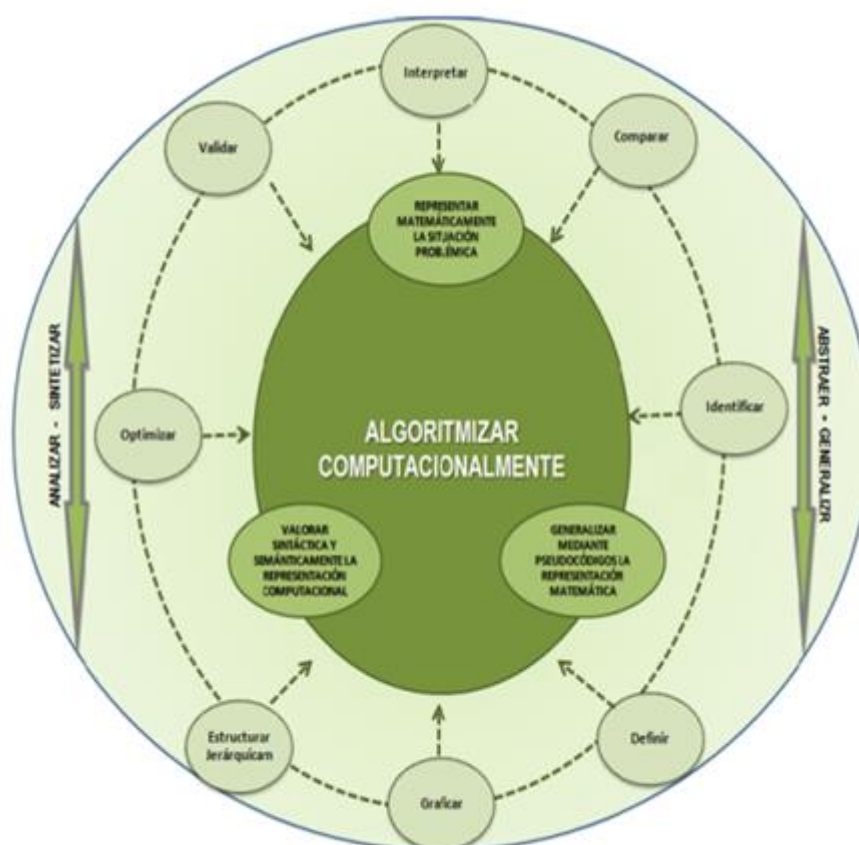 Interpretar
Validar
Comparar
REPRESENTAR
MATEMÁTICAMENTE
LA SITUACIÓN
PROBLÉMICA
ANALIZAR - SINTETIZAR
ABSTRAER - GENERALIZR
Optimizar
Identificar
ALGORITMIZAR
COMPUTACIONALMENTE
VALORAR
SINTÁCTICA Y
SEMÁNTICAMENTE LA
REPRESENTACIÓN
COMPUTACIONAL
GENERALIZAR
MEDIANTE
PSEUDOCÓDIGOS LA
REPRESENTACIÓN
MATEMÁTICA
Estructurar
Jerárquicam
Definir
Graficar